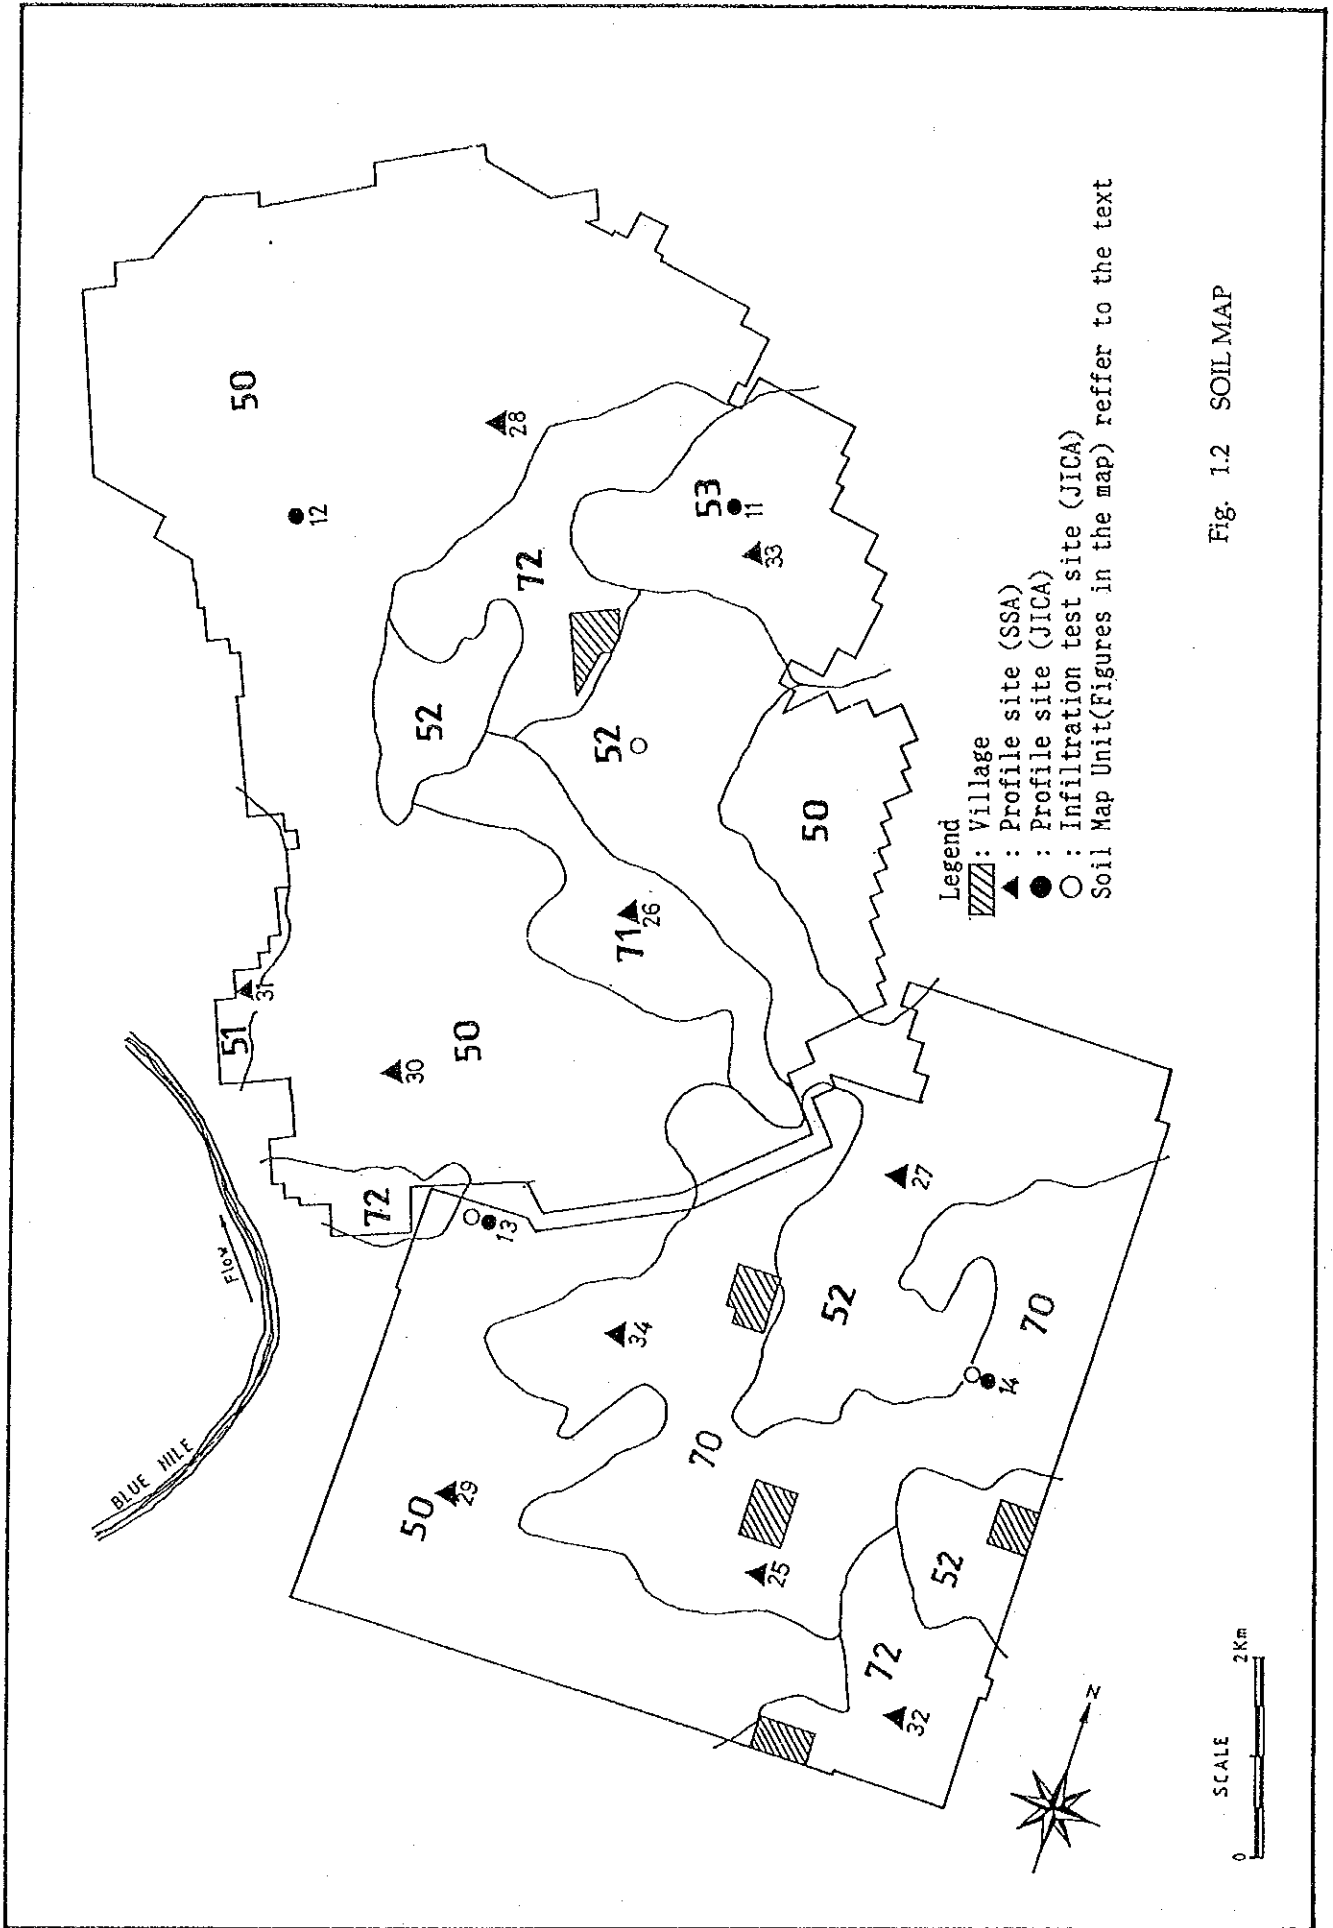 BLUE NILE
Flow
50
12
28
53
11
33
72
52
52
50
71
26
51
31
50
30
72
13
34
27
52
70
14
70
50
29
25
52
72
32
Legend
: Village
: Profile site (SSA)
: Profile site (JICA)
: Infiltration test site (JICA)
Soil Map Unit(Figures in the map) reffer to the text
N
SCALE
0 2Km
Fig. 1.2 SOIL MAP